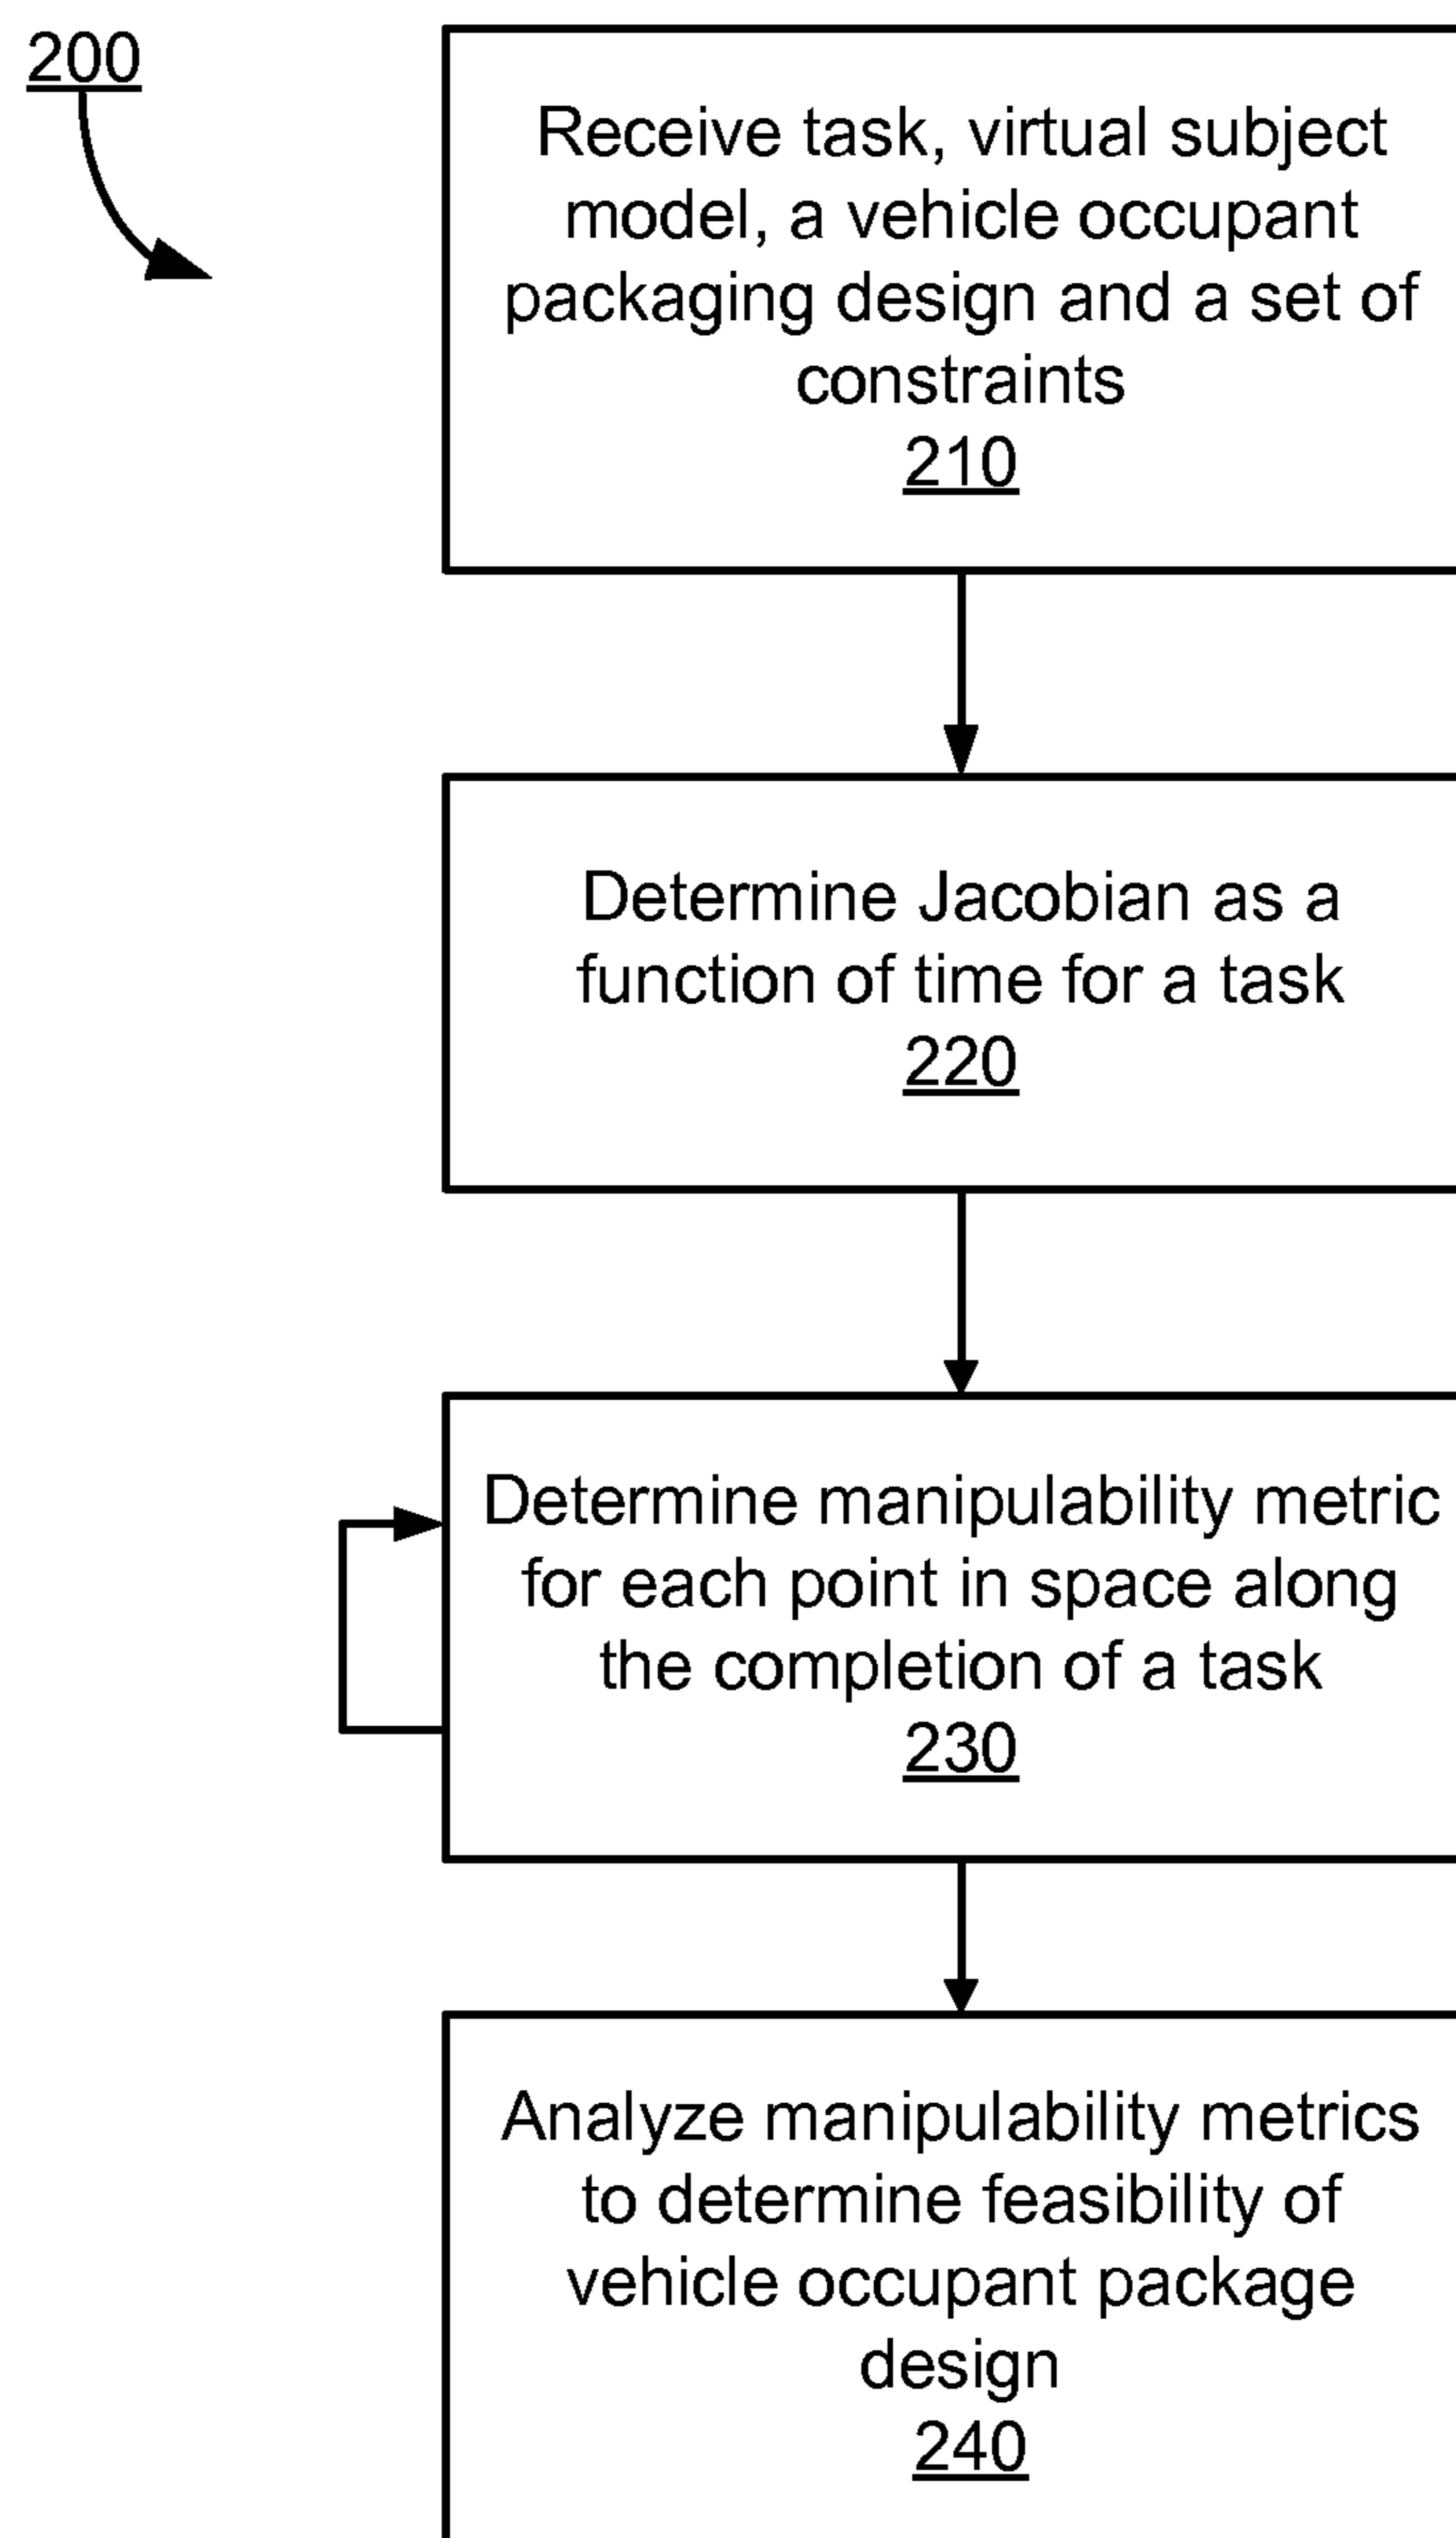 200
Receive task, virtual subject
model, a vehicle occupant
packaging design and a set of
constraints
210
Determine Jacobian as a
function of time for a task
220
Determine manipulability metric
for each point in space along
the completion of a task
230
Analyze manipulability metrics
to determine feasibility of
vehicle occupant package
design
240